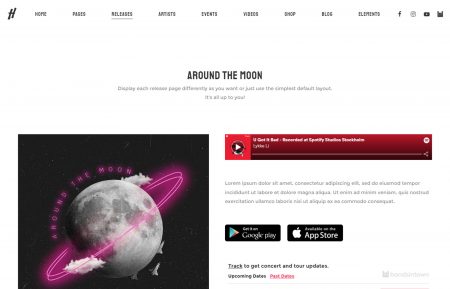 H
HOME PAGES RELEASES ARTISTS EVENTS VIDEOS SHOP BLOG ELEMENTS
AROUND THE MOON
Display each release page differently as you want or just use the simplest default layout.
It's all up to you!
AROUND THE MOON
U Got It Bad - Recorded at Spotify Studios Stockholm
Lykke Li
Lorem ipsum dolor sit amet, consectetur adipiscing elit, sed do eiusmod tempor
incididunt ut labore et dolore magna aliqua. Ut enim ad minim veniam, quis nostrud
exercitation ullamco laboris nisi ut aliquip ex ea commodo consequat.
Get it on
Google play
Available on the
App Store
Track to get concert and tour updates.
bandsintown
Upcoming Dates Past Dates